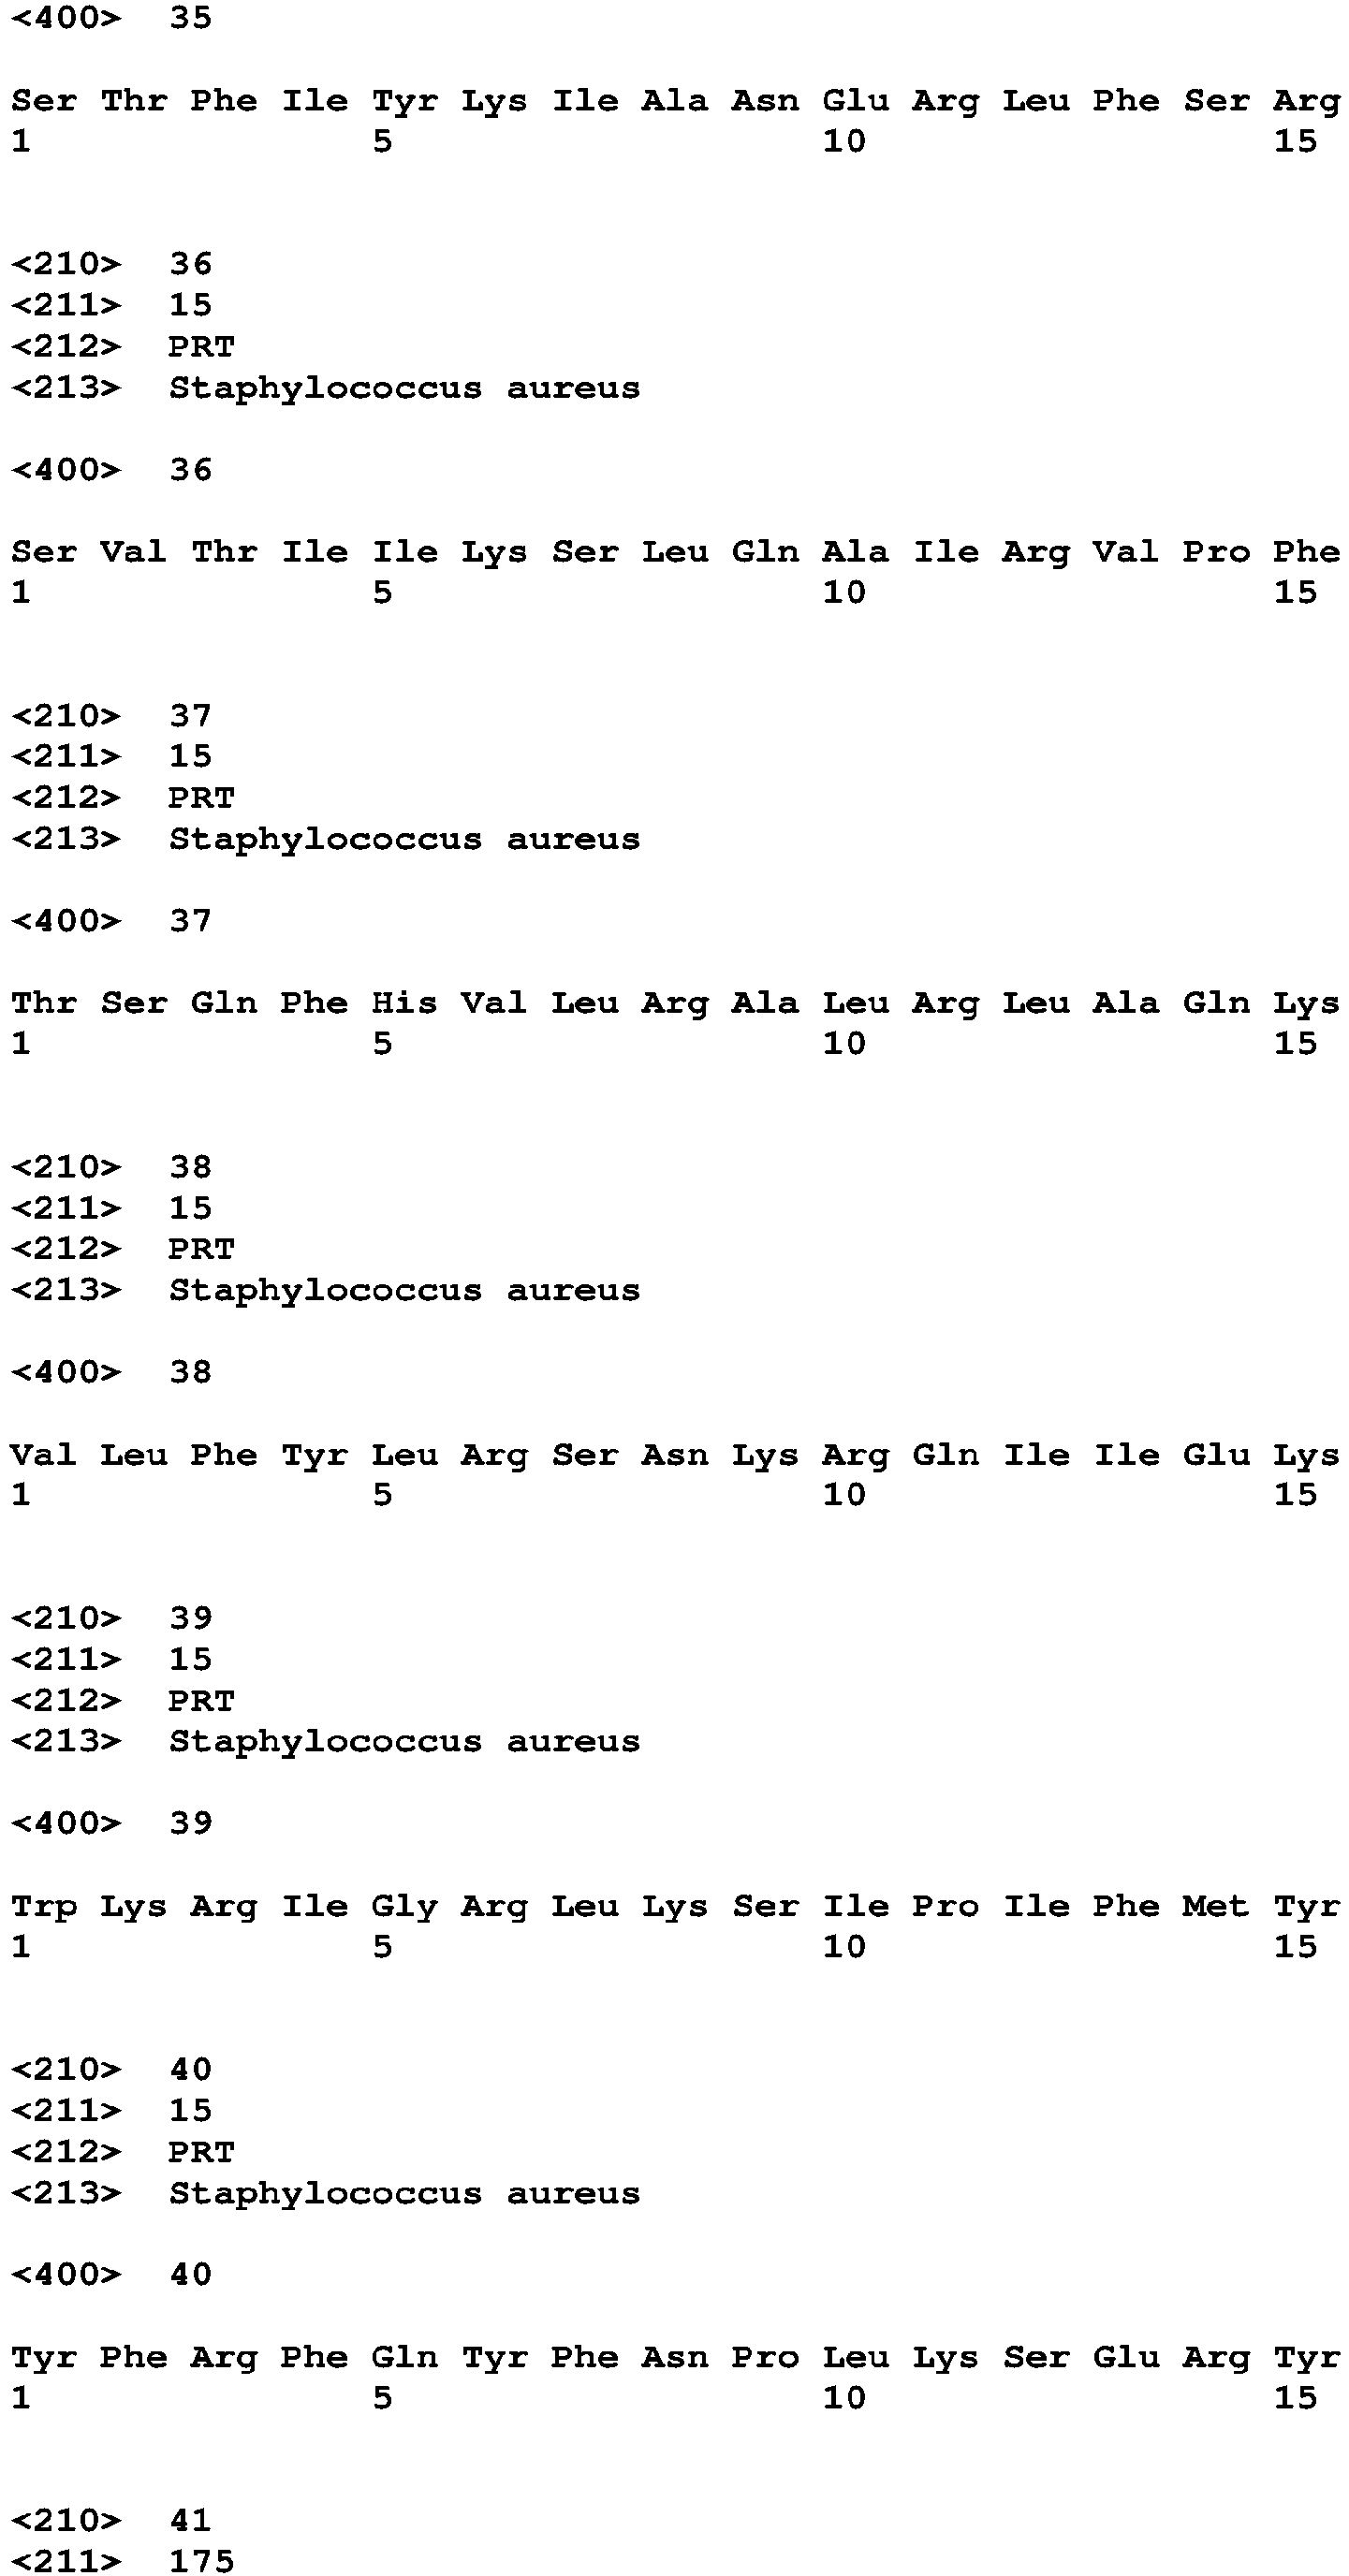 <400> 35
Ser Thr Phe Ile Tyr Lys Ile Ala Asn Glu Arg Leu Phe Ser Arg
1 5 10 15
<210> 36
<211> 15
<212> PRT
<213> Staphylococcus aureus
<400> 36
Ser Val Thr Ile Ile Lys Ser Leu Gln Ala Ile Arg Val Pro Phe
1 5 10 15
<210> 37
<211> 15
<212> PRT
<213> Staphylococcus aureus
<400> 37
Thr Ser Gln Phe His Val Leu Arg Ala Leu Arg Leu Ala Gln Lys
1 5 10 15
<210> 38
<211> 15
<212> PRT
<213> Staphylococcus aureus
<400> 38
Val Leu Phe Tyr Leu Arg Ser Asn Lys Arg Gln Ile Ile Glu Lys
1 5 10 15
<210> 39
<211> 15
<212> PRT
<213> Staphylococcus aureus
<400> 39
Trp Lys Arg Ile Gly Arg Leu Lys Ser Ile Pro Ile Phe Met Tyr
1 5 10 15
<210> 40
<211> 15
<212> PRT
<213> Staphylococcus aureus
<400> 40
Tyr Phe Arg Phe Gln Tyr Phe Asn Pro Leu Lys Ser Glu Arg Tyr
1 5 10 15
<210> 41
<211> 175